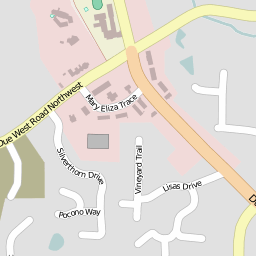 Due West Road Northwest
Mary Eliza Trace
Silverthorn Drive
Vineyard Trail
Lisas Drive
Pocono Way
D